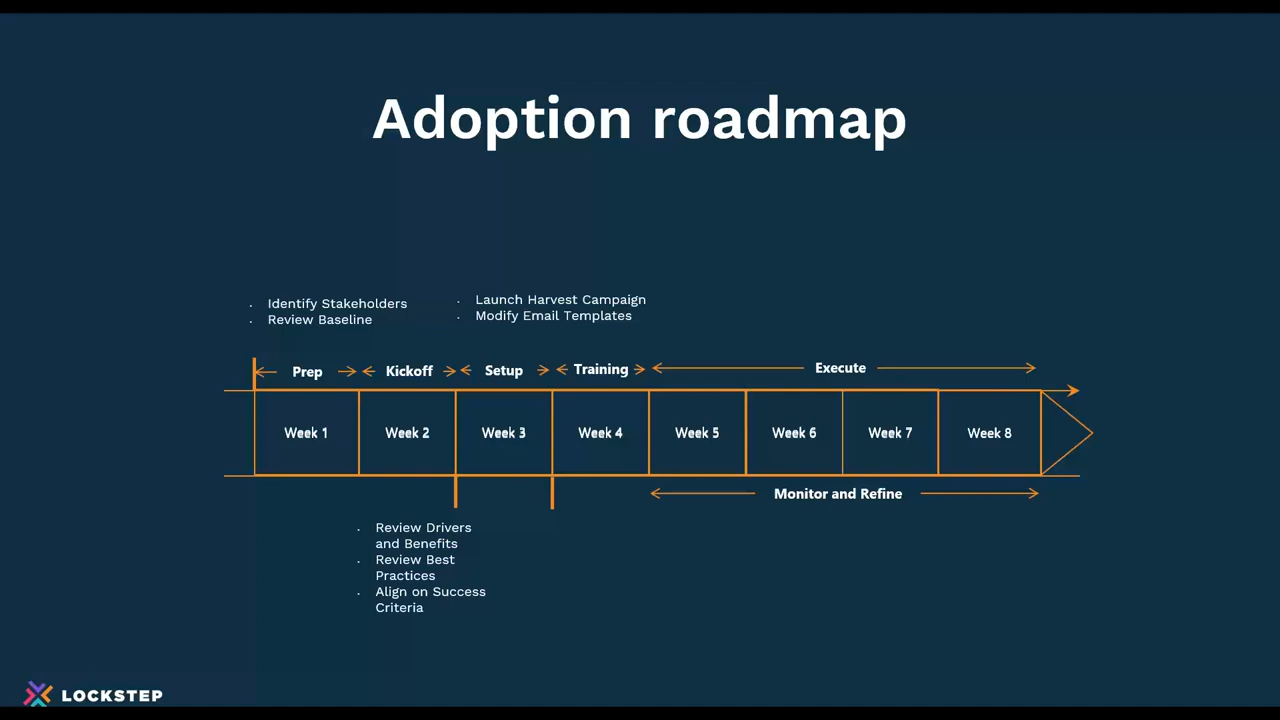 Adoption roadmap
· Identify Stakeholders
· Review Baseline
· Launch Harvest Campaign
· Modify Email Templates
Prep
Kickoff
Setup
Training
Execute
Week 1
Week 2
Week 3
Week 4
Week 5
Week 6
Week 7
Week 8
Monitor and Refine
· Review Drivers
and Benefits
· Review Best
Practices
· Align on Success
Criteria
LOCKSTEP